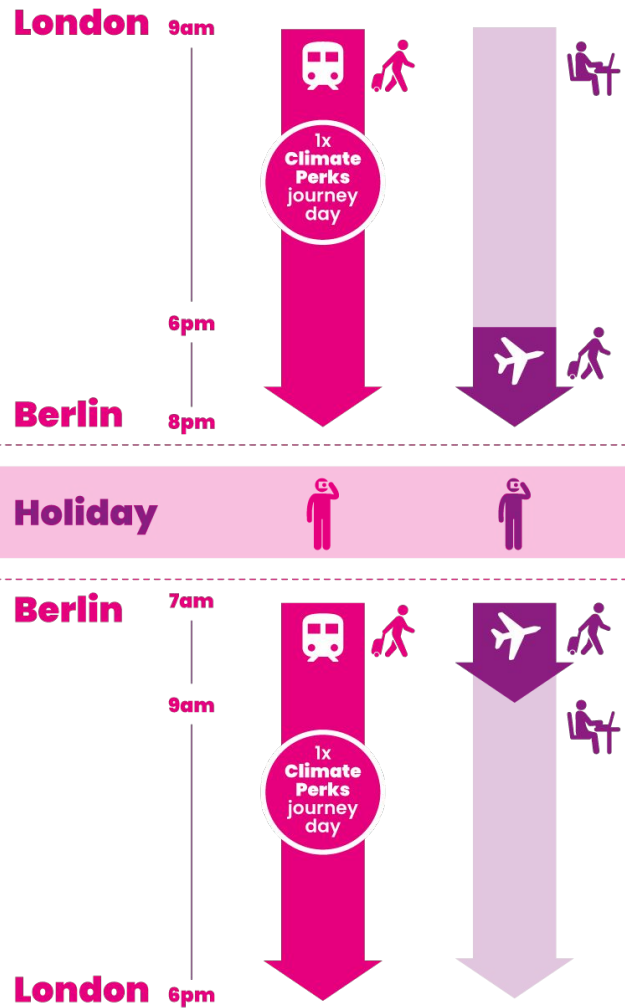 London 9am
1x
Climate
Perks
journey
day
6pm
Berlin 8pm
Holiday
Berlin 7am
9am
1x
Climate
Perks
journey
day
London 6pm